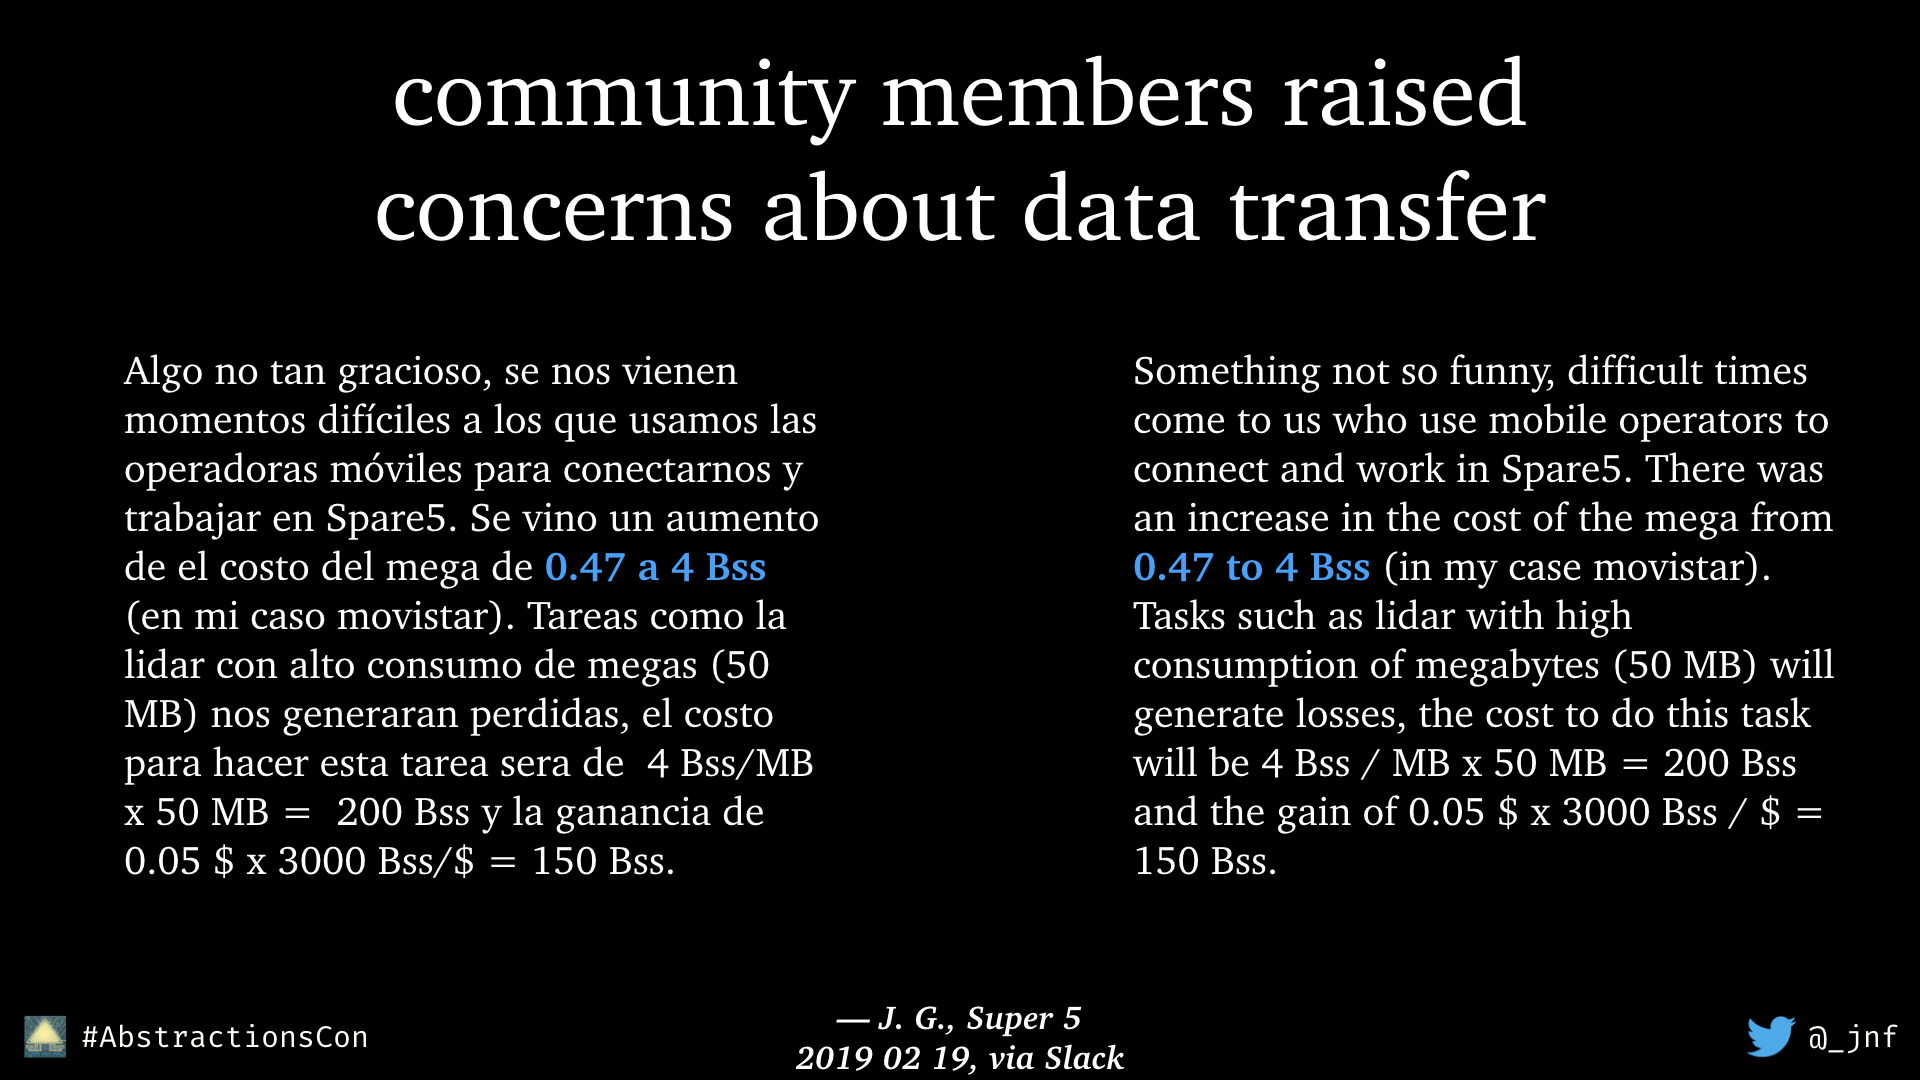 community members raised
concerns about data transfer
Algo no tan gracioso, se nos vienen
momentos difíciles a los que usamos las
operadoras móviles para conectarnos y
trabajar en Spare5. Se vino un aumento
de el costo del mega de 0.47 a 4 Bss
(en mi caso movistar). Tareas como la
lidar con alto consumo de megas (50
MB) nos generaran perdidas, el costo
para hacer esta tarea sera de  4 Bss/MB
x 50 MB =  200 Bss y la ganancia de
0.05 $ x 3000 Bss/$ = 150 Bss.
Something not so funny, difficult times
come to us who use mobile operators to
connect and work in Spare5. There was
an increase in the cost of the mega from
0.47 to 4 Bss (in my case movistar).
Tasks such as lidar with high
consumption of megabytes (50 MB) will
generate losses, the cost to do this task
will be 4 Bss / MB x 50 MB = 200 Bss
and the gain of 0.05 $ x 3000 Bss / $ =
150 Bss.
— J. G., Super 5
2019 02 19, via Slack
#AbstractionsCon
@_jnf